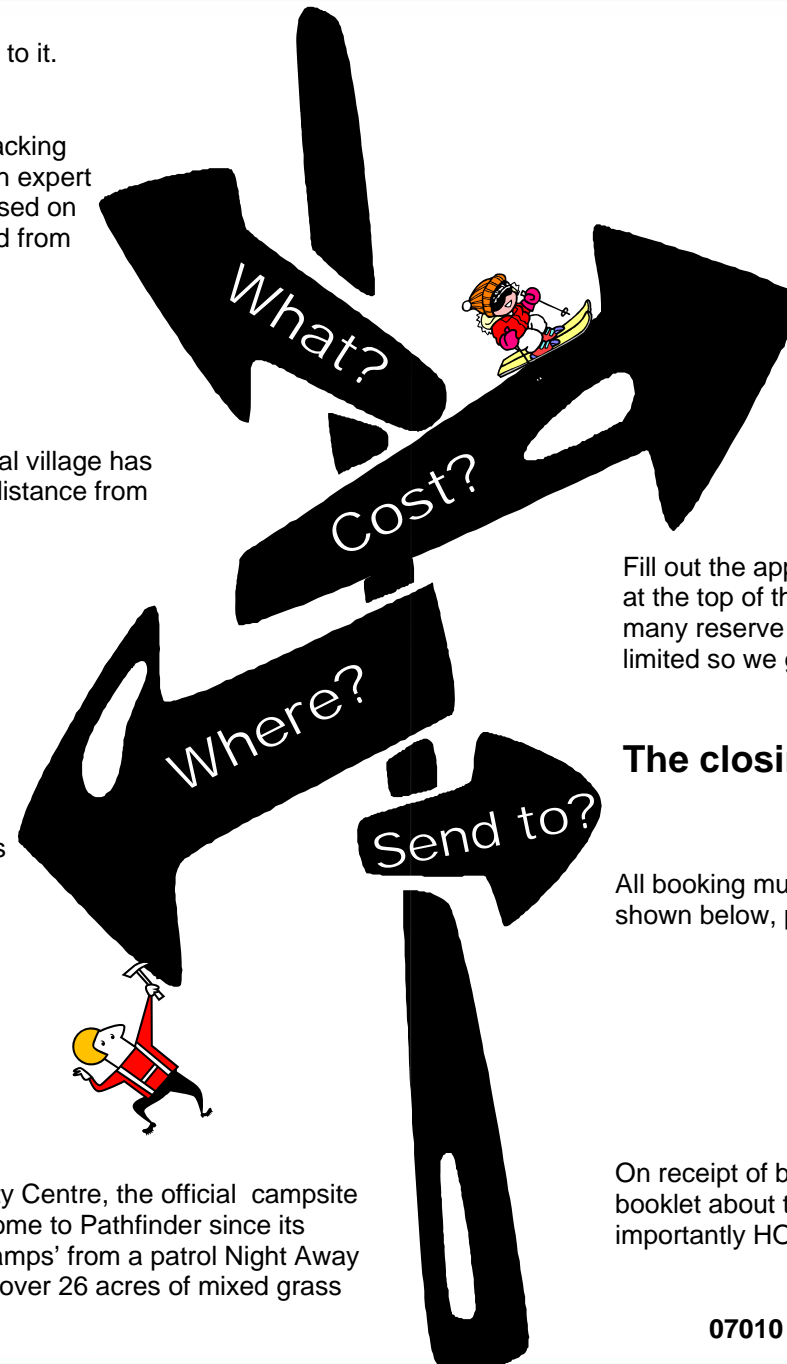 to it.
acking
n expert
sed on
d from
What?
al village has
distance from
Cost?
Where?
s
ty Centre, the official campsite
ome to Pathfinder since its
amps' from a patrol Night Away
over 26 acres of mixed grass
Fill out the app
at the top of th
many reserve
limited so we g
The closi
Send to?
All booking mu
shown below, p
On receipt of b
booklet about t
importantly HO
07010